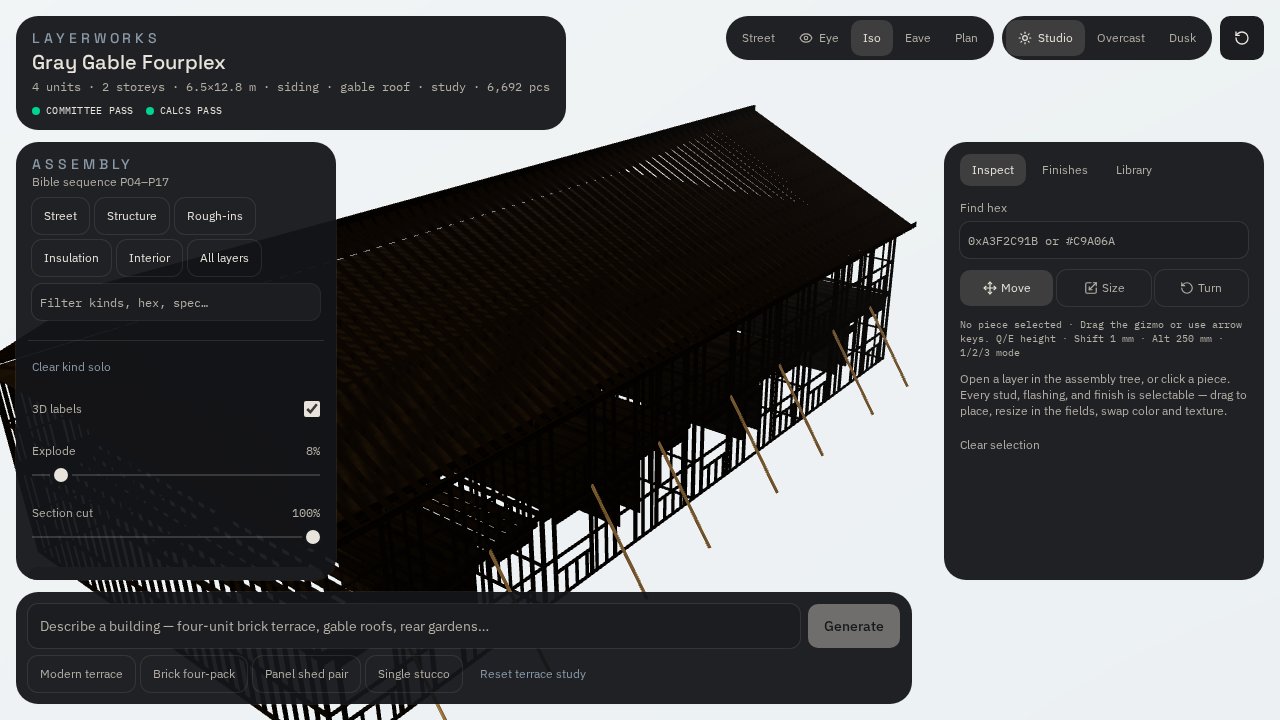 LAYERWORKS
Gray Gable Fourplex
4 units · 2 storeys · 6.5×12.8 m · siding · gable roof · study · 6,692 pcs
COMMITTEE PASS CALCS PASS
Street Eye Iso Eave Plan
Studio Overcast Dusk
ASSEMBLY
Bible sequence P04–P17
Street Structure Rough-ins
Insulation Interior All layers
Filter kinds, hex, spec…
Clear kind solo
3D labels
Explode 8%
Section cut 100%
Inspect Finishes Library
Find hex
0xA3F2C91B or #C9A06A
Move Size Turn
No piece selected · Drag the gizmo or use arrow
keys. Q/E height · Shift 1 mm · Alt 250 mm ·
1/2/3 mode
Open a layer in the assembly tree, or click a piece.
Every stud, flashing, and finish is selectable — drag to
place, resize in the fields, swap color and texture.
Clear selection
Describe a building — four-unit brick terrace, gable roofs, rear gardens…
Generate
Modern terrace Brick four-pack Panel shed pair Single stucco Reset terrace study